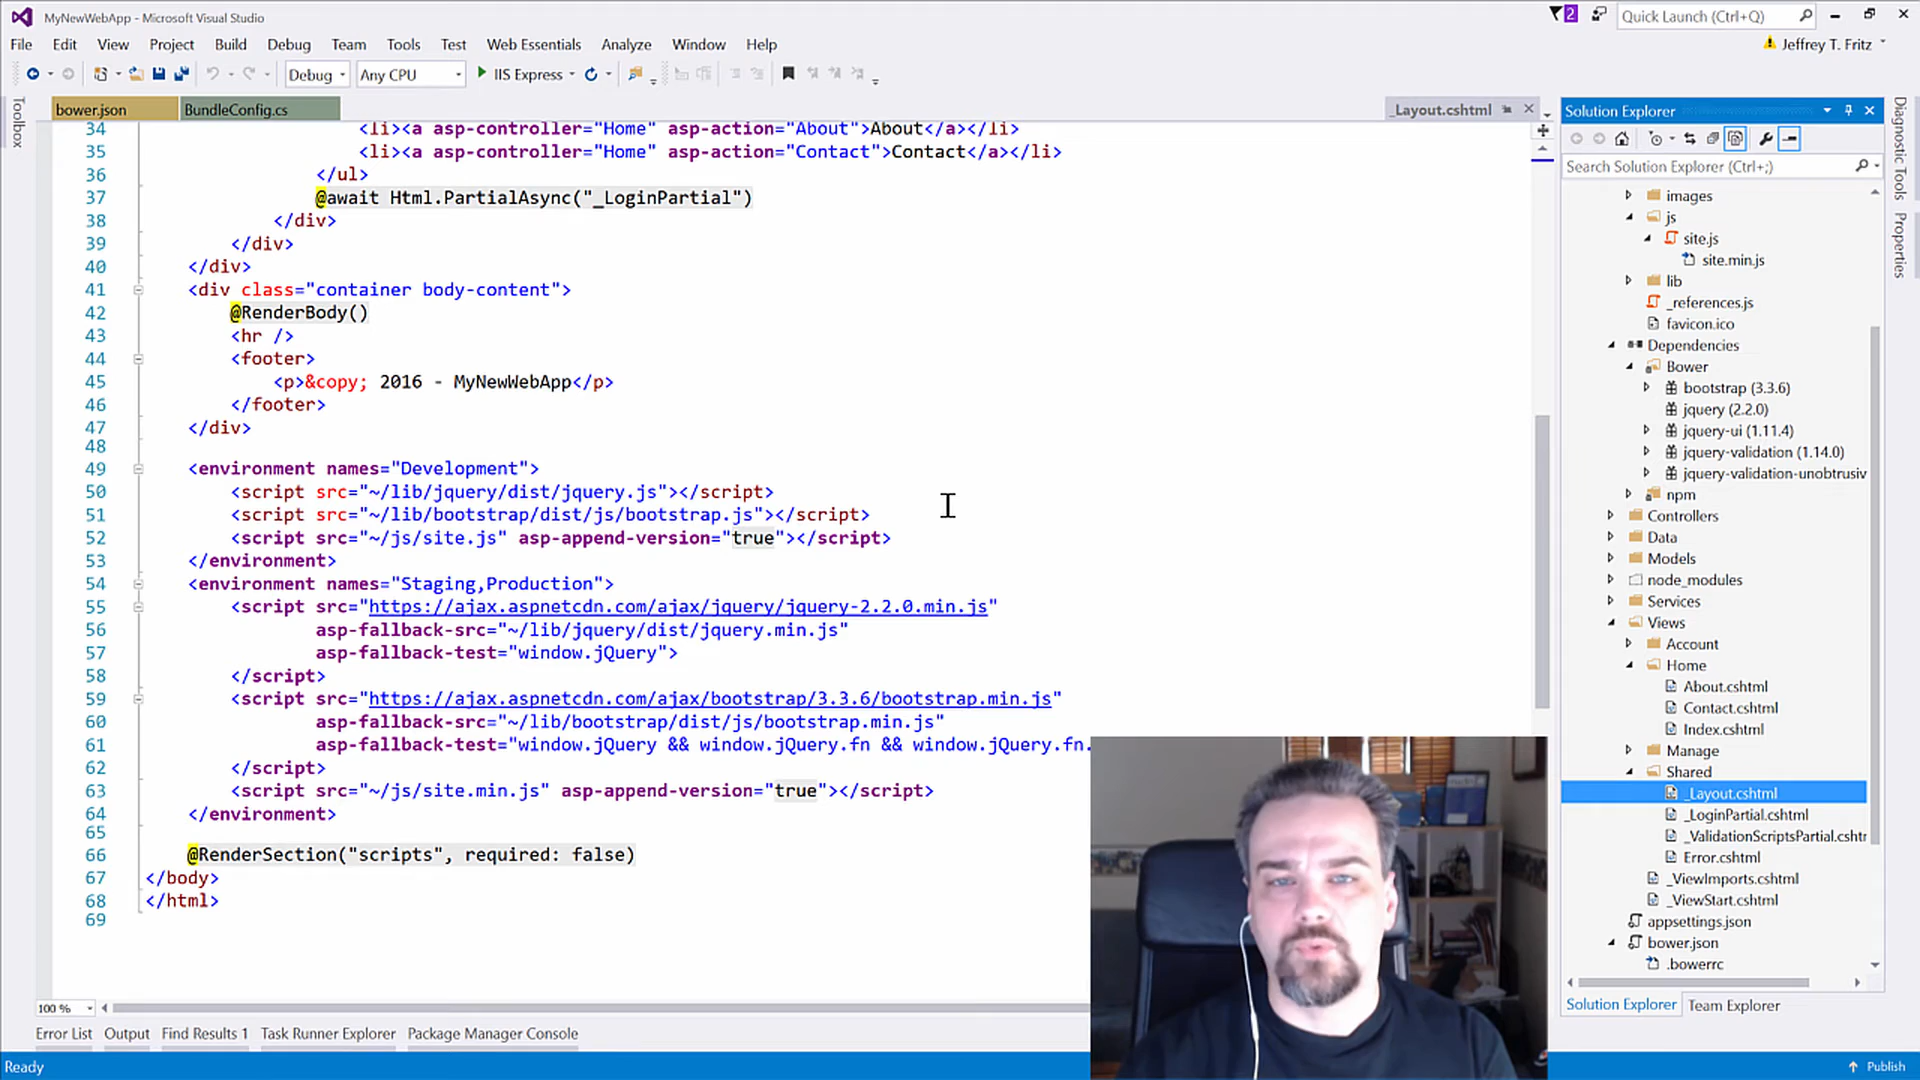 MyNewWebApp - Microsoft Visual Studio
2
Quick Launch (Ctrl+Q)
File Edit View Project Build Debug Team Tools Test Web Essentials Analyze Window Help
Jeffrey T. Fritz
Debug Any CPU IIS Express
Toolbox
bower.json BundleConfig.cs _Layout.cshtml
34 <li><a asp-controller="Home" asp-action="About">About</a></li>
35 <li><a asp-controller="Home" asp-action="Contact">Contact</a></li>
36 </ul>
37 @await Html.PartialAsync("_LoginPartial")
38 </div>
39 </div>
40 </div>
41 <div class="container body-content">
42 @RenderBody()
43 <hr />
44 <footer>
45 <p>&copy; 2016 - MyNewWebApp</p>
46 </footer>
47 </div>
48
49 <environment names="Development">
50 <script src="~/lib/jquery/dist/jquery.js"></script>
51 <script src="~/lib/bootstrap/dist/js/bootstrap.js"></script>
52 <script src="~/js/site.js" asp-append-version="true"></script>
53 </environment>
54 <environment names="Staging,Production">
55 <script src="https://ajax.aspnetcdn.com/ajax/jquery/jquery-2.2.0.min.js"
56 asp-fallback-src="~/lib/jquery/dist/jquery.min.js"
57 asp-fallback-test="window.jQuery">
58 </script>
59 <script src="https://ajax.aspnetcdn.com/ajax/bootstrap/3.3.6/bootstrap.min.js"
60 asp-fallback-src="~/lib/bootstrap/dist/js/bootstrap.min.js"
61 asp-fallback-test="window.jQuery && window.jQuery.fn && window.jQuery.fn.
62 </script>
63 <script src="~/js/site.min.js" asp-append-version="true"></script>
64 </environment>
65
66 @RenderSection("scripts", required: false)
67 </body>
68 </html>
69
100 %
Error List Output Find Results 1 Task Runner Explorer Package Manager Console
Ready
Solution Explorer
Search Solution Explorer (Ctrl+;)
images
js
site.js
site.min.js
lib
_references.js
favicon.ico
Dependencies
Bower
bootstrap (3.3.6)
jquery (2.2.0)
jquery-ui (1.11.4)
jquery-validation (1.14.0)
jquery-validation-unobtrusiv
npm
Controllers
Data
Models
node_modules
Services
Views
Account
Home
About.cshtml
Contact.cshtml
Index.cshtml
Manage
Shared
_Layout.cshtml
_LoginPartial.cshtml
_ValidationScriptsPartial.cshtr
Error.cshtml
_ViewImports.cshtml
_ViewStart.cshtml
appsettings.json
bower.json
.bowerrc
Solution Explorer Team Explorer
Diagnostic Tools
Properties
Publish